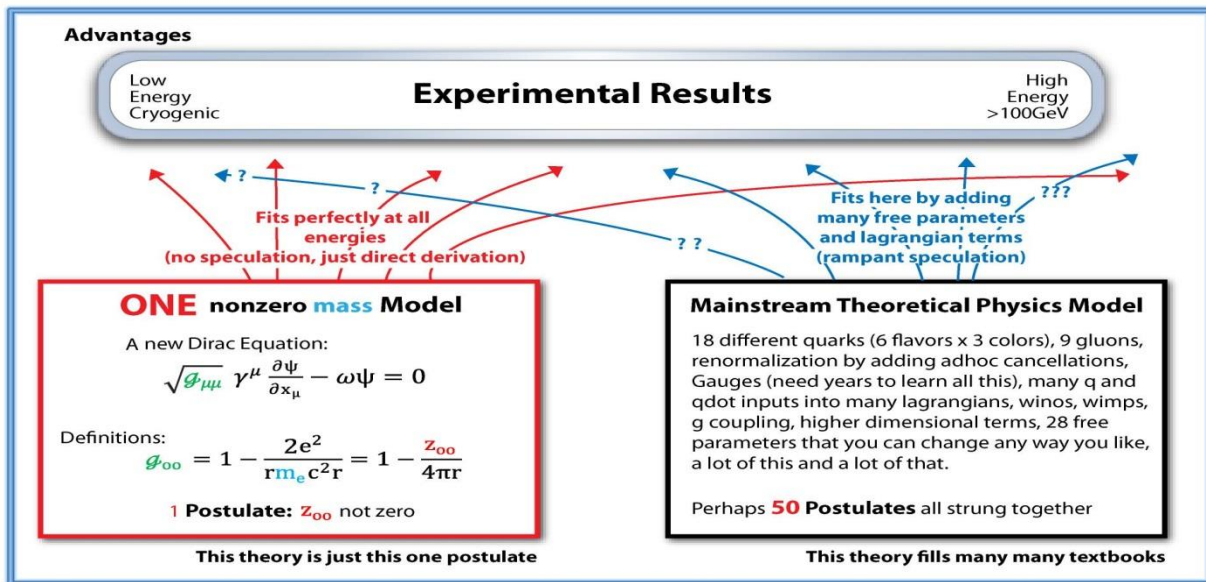 Advantages
Low
Energy
Cryogenic
Experimental Results
High
Energy
>100GeV
?
?
? ?
???
Fits perfectly at all
energies
(no speculation, just direct derivation)
Fits here by adding
many free parameters
and lagrangian terms
(rampant speculation)
ONE nonzero mass Model
A new Dirac Equation:
√g_μμ γ^μ ∂ψ/∂x_μ − ωψ = 0
Definitions:
g_oo = 1 − 2e²/(rm_ec²r) = 1 − z_oo/(4πr)
1 Postulate: z_oo not zero
This theory is just this one postulate
Mainstream Theoretical Physics Model
18 different quarks (6 flavors x 3 colors), 9 gluons,
renormalization by adding adhoc cancellations,
Gauges (need years to learn all this), many q and
qdot inputs into many lagrangians, winos, wimps,
g coupling, higher dimensional terms, 28 free
parameters that you can change any way you like,
a lot of this and a lot of that.
Perhaps 50 Postulates all strung together
This theory fills many many textbooks